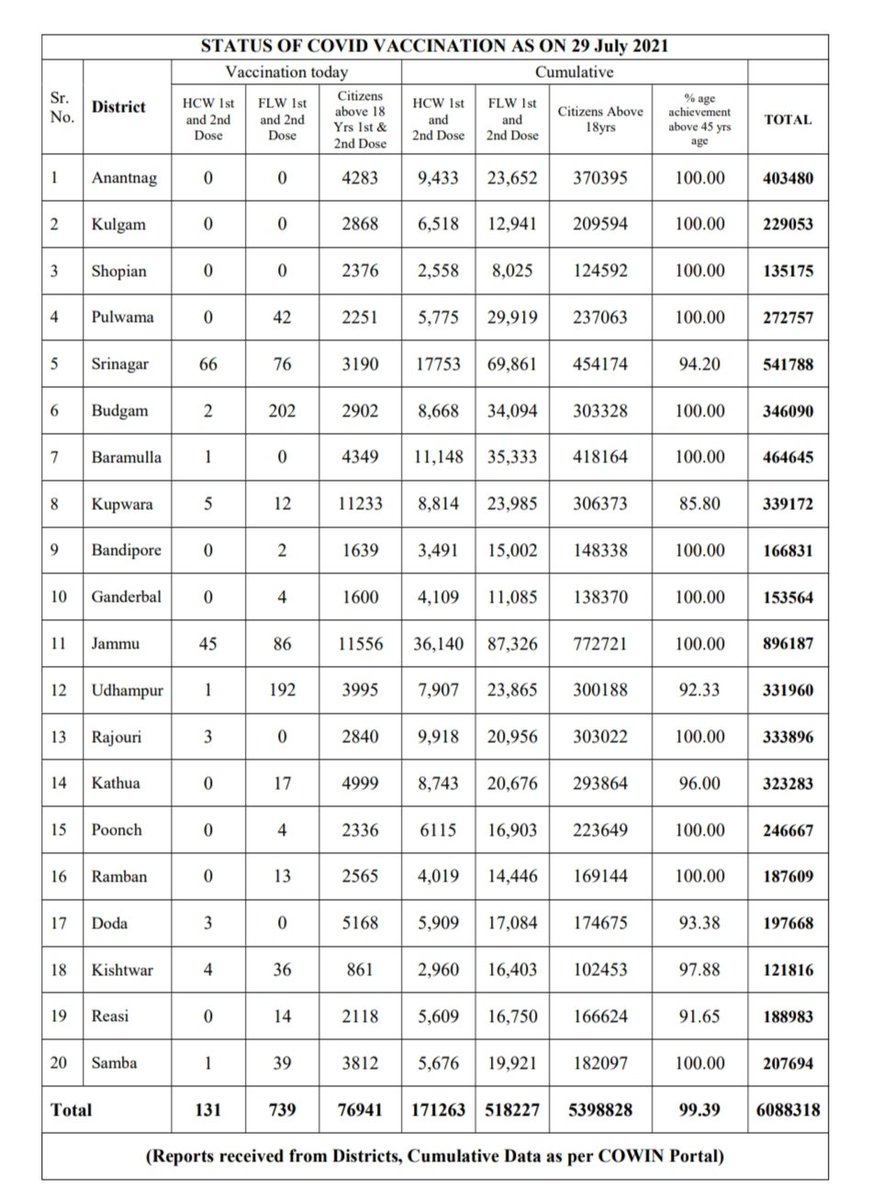 STATUS OF COVID VACCINATION AS ON 29 July 2021
Vaccination today Cumulative
Sr. No. District HCW 1st and 2nd Dose FLW 1st and 2nd Dose Citizens above 18 Yrs 1st & 2nd Dose HCW 1st and 2nd Dose FLW 1st and 2nd Dose Citizens Above 18yrs % age achievement above 45 yrs age TOTAL
1 Anantnag 0 0 4283 9,433 23,652 370395 100.00 403480
2 Kulgam 0 0 2868 6,518 12,941 209594 100.00 229053
3 Shopian 0 0 2376 2,558 8,025 124592 100.00 135175
4 Pulwama 0 42 2251 5,775 29,919 237063 100.00 272757
5 Srinagar 66 76 3190 17753 69,861 454174 94.20 541788
6 Budgam 2 202 2902 8,668 34,094 303328 100.00 346090
7 Baramulla 1 0 4349 11,148 35,333 418164 100.00 464645
8 Kupwara 5 12 11233 8,814 23,985 306373 85.80 339172
9 Bandipore 0 2 1639 3,491 15,002 148338 100.00 166831
10 Ganderbal 0 4 1600 4,109 11,085 138370 100.00 153564
11 Jammu 45 86 11556 36,140 87,326 772721 100.00 896187
12 Udhampur 1 192 3995 7,907 23,865 300188 92.33 331960
13 Rajouri 3 0 2840 9,918 20,956 303022 100.00 333896
14 Kathua 0 17 4999 8,743 20,676 293864 96.00 323283
15 Poonch 0 4 2336 6115 16,903 223649 100.00 246667
16 Ramban 0 13 2565 4,019 14,446 169144 100.00 187609
17 Doda 3 0 5168 5,909 17,084 174675 93.38 197668
18 Kishtwar 4 36 861 2,960 16,403 102453 97.88 121816
19 Reasi 0 14 2118 5,609 16,750 166624 91.65 188983
20 Samba 1 39 3812 5,676 19,921 182097 100.00 207694
Total 131 739 76941 171263 518227 5398828 99.39 6088318
(Reports received from Districts, Cumulative Data as per COWIN Portal)